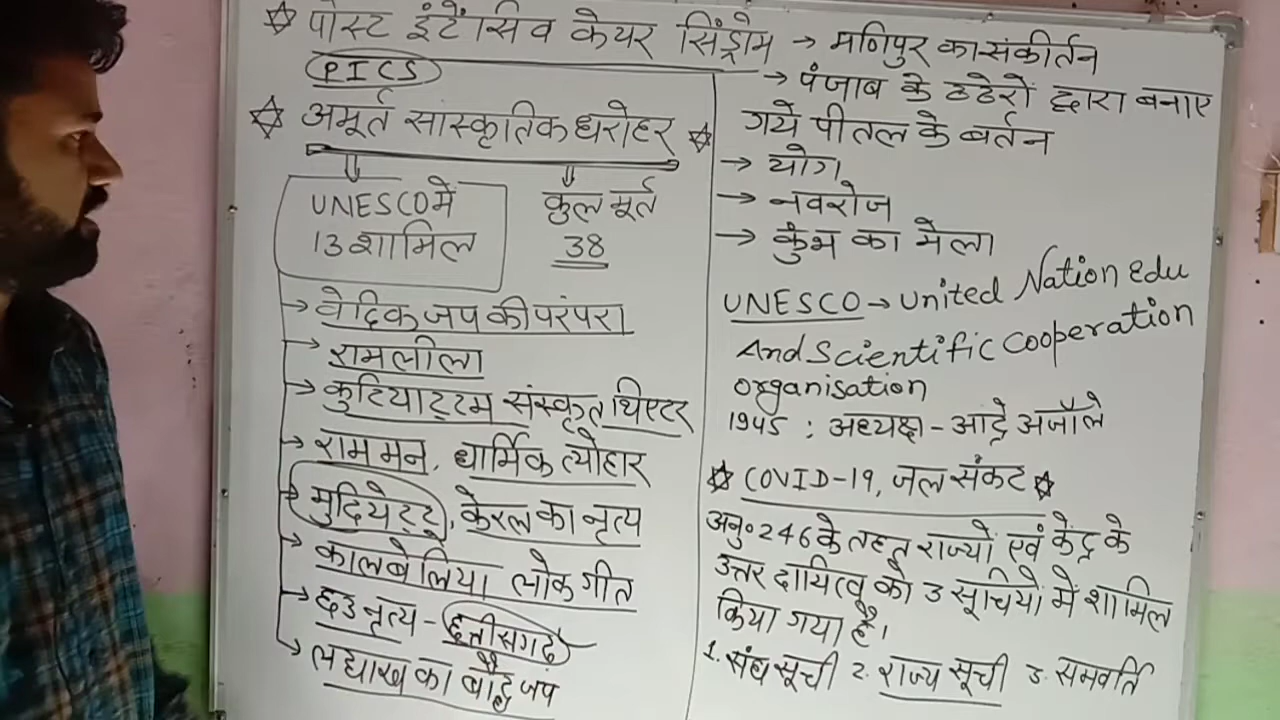 पोस्ट इंटेंसिव केयर सिंड्रोम
PICS
अमूर्त सास्कृतिक धरोहर
UNESCO मे
13 शामिल
कुल मूर्त
38
→ वेदिक जप की परंपरा
→ रामलीला
→ कुटियाट्टम संस्कृत थिएटर
→ राम मन, धार्मिक त्योहार
→ मुदियेट्टे, केरल का नृत्य
→ कालबेलिया लोक गीत
→ छउ नृत्य - छत्तीसगढ
→ लद्याख का बौद्ध जप
→ मणिपुर का संकीर्तन
→ पंजाब के ठठेरों द्वारा बनाए
गये पीतल के बर्तन
→ योग
→ नवरोज
→ कुंभ का मेला
UNESCO → United Nation Edu
And Scientific Cooperation
organisation
1945 : अध्यक्ष - आद्रे अजौले
COVID-19, जल संकट
अनु० 246 के तहत राज्यों एवं केंद्र के
उत्तर दायित्व को 3 सूचियो में शामिल
किया गया है।
1. संघ सूची 2. राज्य सूची 3. समवर्ति